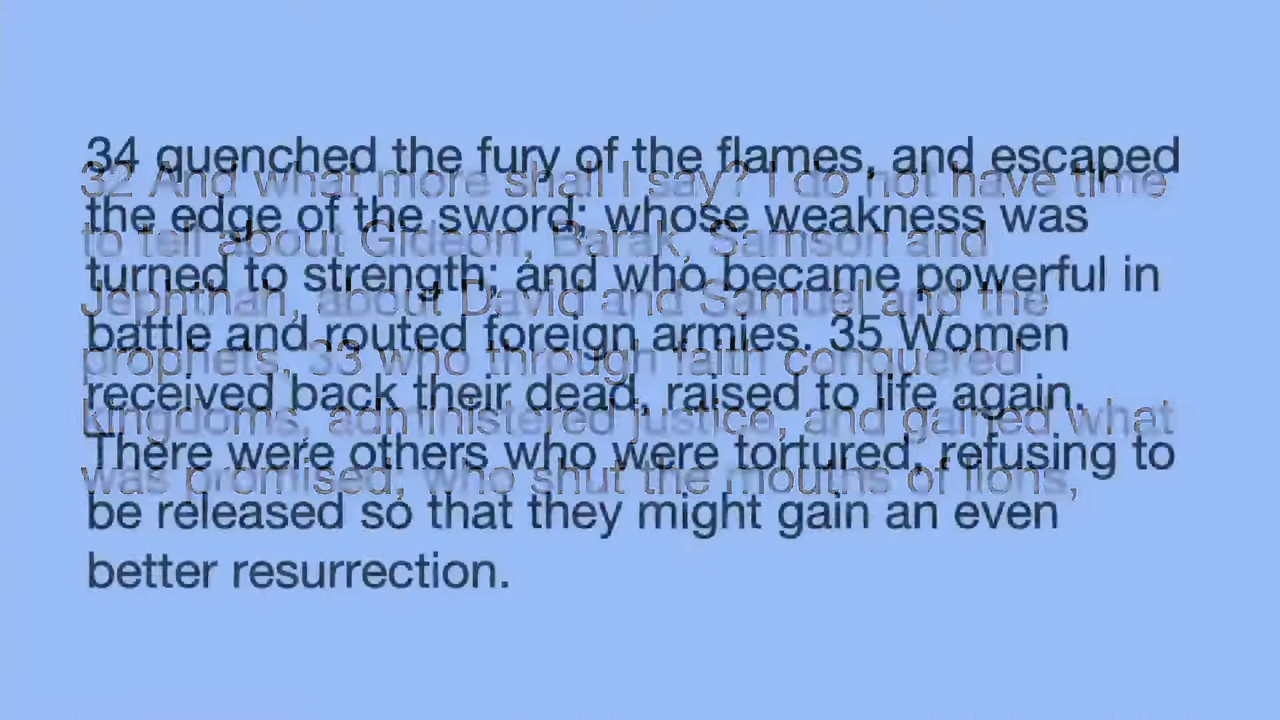 34 quenched the fury of the flames, and escaped
the edge of the sword; whose weakness was
turned to strength; and who became powerful in
battle and routed foreign armies. 35 Women
received back their dead, raised to life again.
There were others who were tortured, refusing to
be released so that they might gain an even
better resurrection.
32 And what more shall I say? I do not have time
to tell about Gideon, Barak, Samson and
Jephthah, about David and Samuel and the
prophets, 33 who through faith conquered
kingdoms, administered justice, and gained what
was promised; who shut the mouths of lions,